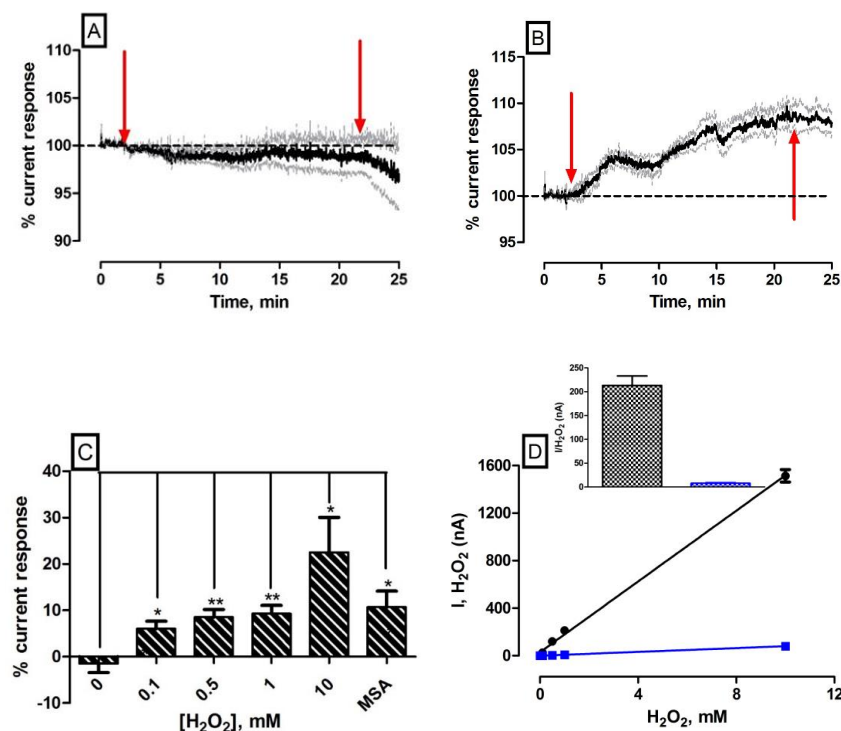 A
110
105
100
95
90
% current response
0 5 10 15 20 25
Time, min
B
115
110
105
100
95
% current response
0 5 10 15 20 25
Time, min
C
40
30
20
10
0
-10
% current response
* ** ** * *
0 0.1 0.5 1 10 MSA
[H₂O₂], mM
D
250
200
150
100
50
0
I/H₂O₂ (nA)
1600
1200
800
400
0
I, H₂O₂ (nA)
0 4 8 12
H₂O₂, mM